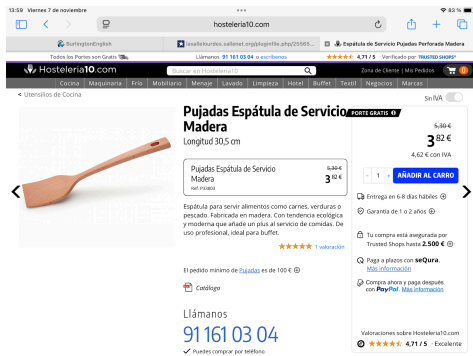 13:59 Viernes 7 de noviembre
83 %
hosteleria10.com
BurlingtonEnglish
lasallelourdes.sallenet.org/pluginfile.php/25565...
Espátula de Servicio Pujadas Perforada Madera
Todos los Portes son Gratis
Llámanos 91 161 03 04 o escríbenos
4,71 / 5 · Verificado por TRUSTED SHOPS
Hosteleria10.com
Buscar en Hosteleria10
Zona de Cliente | Mis Pedidos
0
Cocina Maquinaria Frío Mobiliario Menaje Lavado Limpieza Hotel Buffet Textil Negocios Marcas
< Utensilios de Cocina
Sin IVA
Pujadas Espátula de Servicio
Madera
Longitud 30,5 cm
Pujadas Espátula de Servicio
Madera
5,30 €
3 82 €
Espátula para servir alimentos como carnes, verduras o
pescado. Fabricada en madera. Con tendencia ecológica
y moderna que añade un plus al servicio de comidas. De
uso profesional, ideal para buffet.
1 valoración
El pedido mínimo de Pujadas es de 100 €
Catálogo
Llámanos
91 161 03 04
Puedes comprar por teléfono
PORTE GRATIS
5,30 €
3 82 €
4,62 € con IVA
- 1 +
AÑADIR AL CARRO
Entrega en 6-8 días hábiles
Garantía de 1 o 2 años
Tu compra está asegurada por
Trusted Shops hasta 2.500 €
Paga a plazos con seQura.
Más información
Compra ahora y paga después
con PayPal. Más información
Valoraciones sobre Hosteleria10.com
4,71 / 5 · Excelente